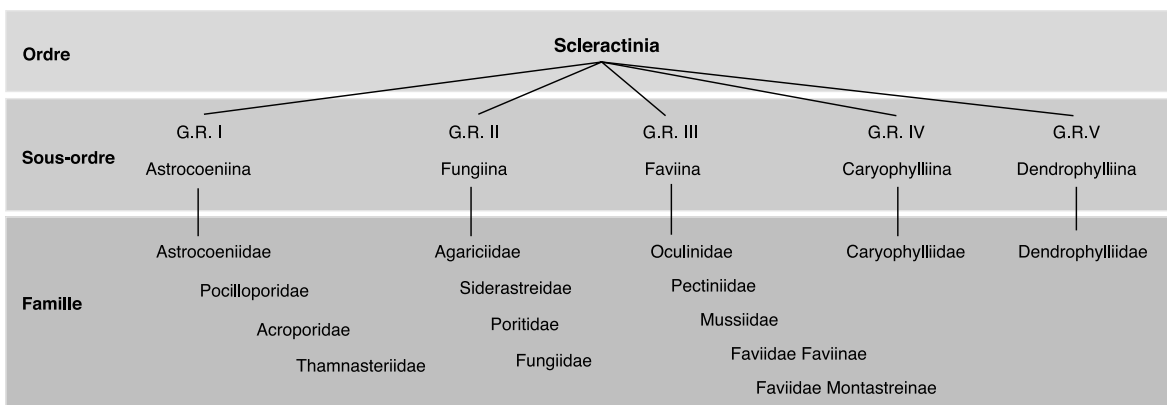 Scleractinia
Ordre
G.R. I G.R. II G.R. III G.R. IV G.R.V
Sous-ordre
Astrocoeniina Fungiina Faviina Caryophylliina Dendrophylliina
Astrocoeniidae Agariciidae Oculinidae Caryophylliidae Dendrophylliidae
Pocilloporidae Siderastreidae Pectiniidae
Famille
Acroporidae Poritidae Mussiidae
Thamnasteriidae Fungiidae Faviidae Faviinae
Faviidae Montastreinae